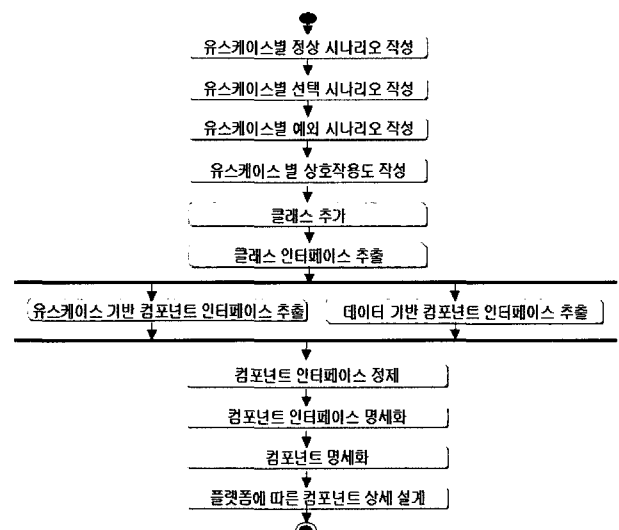 유스케이스별 정상 시나리오 작성
유스케이스별 선택 시나리오 작성
유스케이스별 예외 시나리오 작성
유스케이스 별 상호작용도 작성
클래스 추가
클래스 인터페이스 추출
유스케이스 기반 컴포넌트 인터페이스 추출
데이터 기반 컴포넌트 인터페이스 추출
컴포넌트 인터페이스 정제
컴포넌트 인터페이스 명세화
컴포넌트 명세화
플랫폼에 따른 컴포넌트 상세 설계